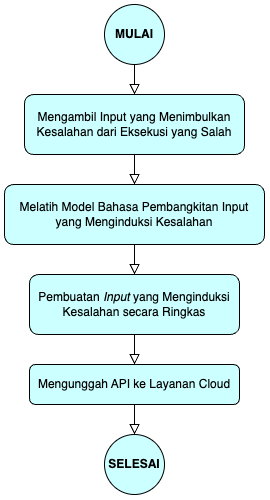 MULAI
Mengambil Input yang Menimbulkan
Kesalahan dari Eksekusi yang Salah
Melatih Model Bahasa Pembangkitan Input
yang Menginduksi Kesalahan
Pembuatan Input yang Menginduksi
Kesalahan secara Ringkas
Mengunggah API ke Layanan Cloud
SELESAI